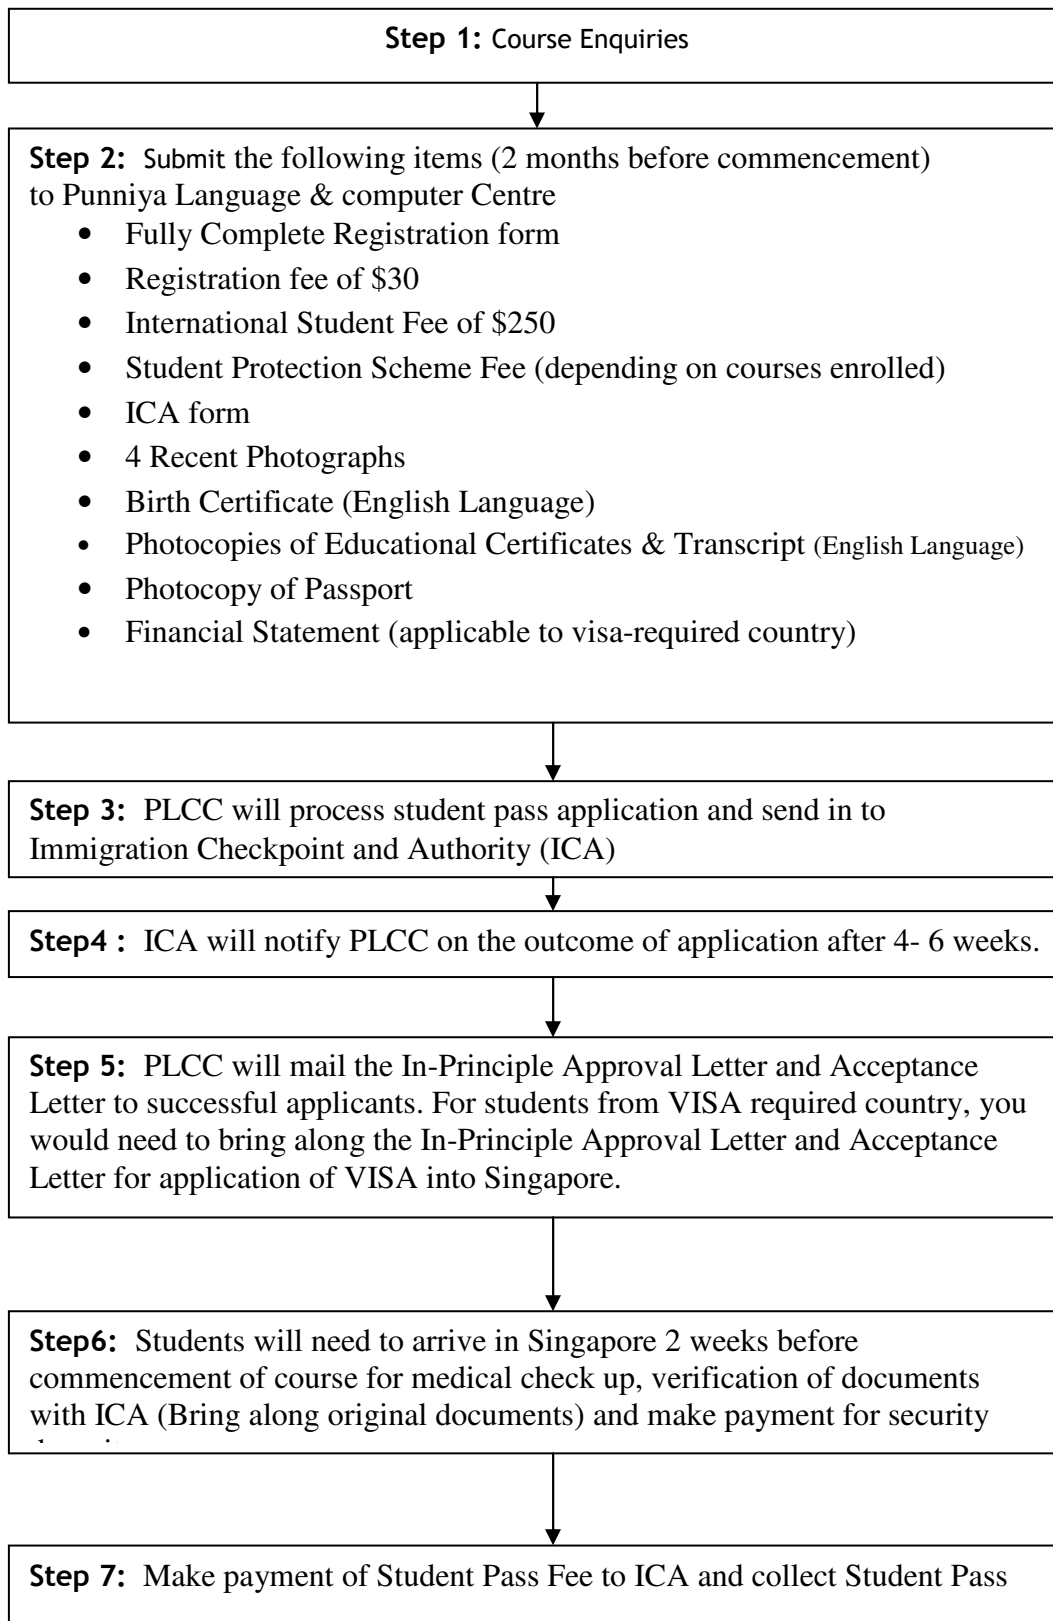 Step 1: Course Enquiries
Step 2: Submit the following items (2 months before commencement)
to Punniya Language & computer Centre
• Fully Complete Registration form
• Registration fee of $30
• International Student Fee of $250
• Student Protection Scheme Fee (depending on courses enrolled)
• ICA form
• 4 Recent Photographs
• Birth Certificate (English Language)
• Photocopies of Educational Certificates & Transcript (English Language)
• Photocopy of Passport
• Financial Statement (applicable to visa-required country)
Step 3: PLCC will process student pass application and send in to
Immigration Checkpoint and Authority (ICA)
Step4 : ICA will notify PLCC on the outcome of application after 4- 6 weeks.
Step 5: PLCC will mail the In-Principle Approval Letter and Acceptance
Letter to successful applicants. For students from VISA required country, you
would need to bring along the In-Principle Approval Letter and Acceptance
Letter for application of VISA into Singapore.
Step6: Students will need to arrive in Singapore 2 weeks before
commencement of course for medical check up, verification of documents
with ICA (Bring along original documents) and make payment for security
Step 7: Make payment of Student Pass Fee to ICA and collect Student Pass